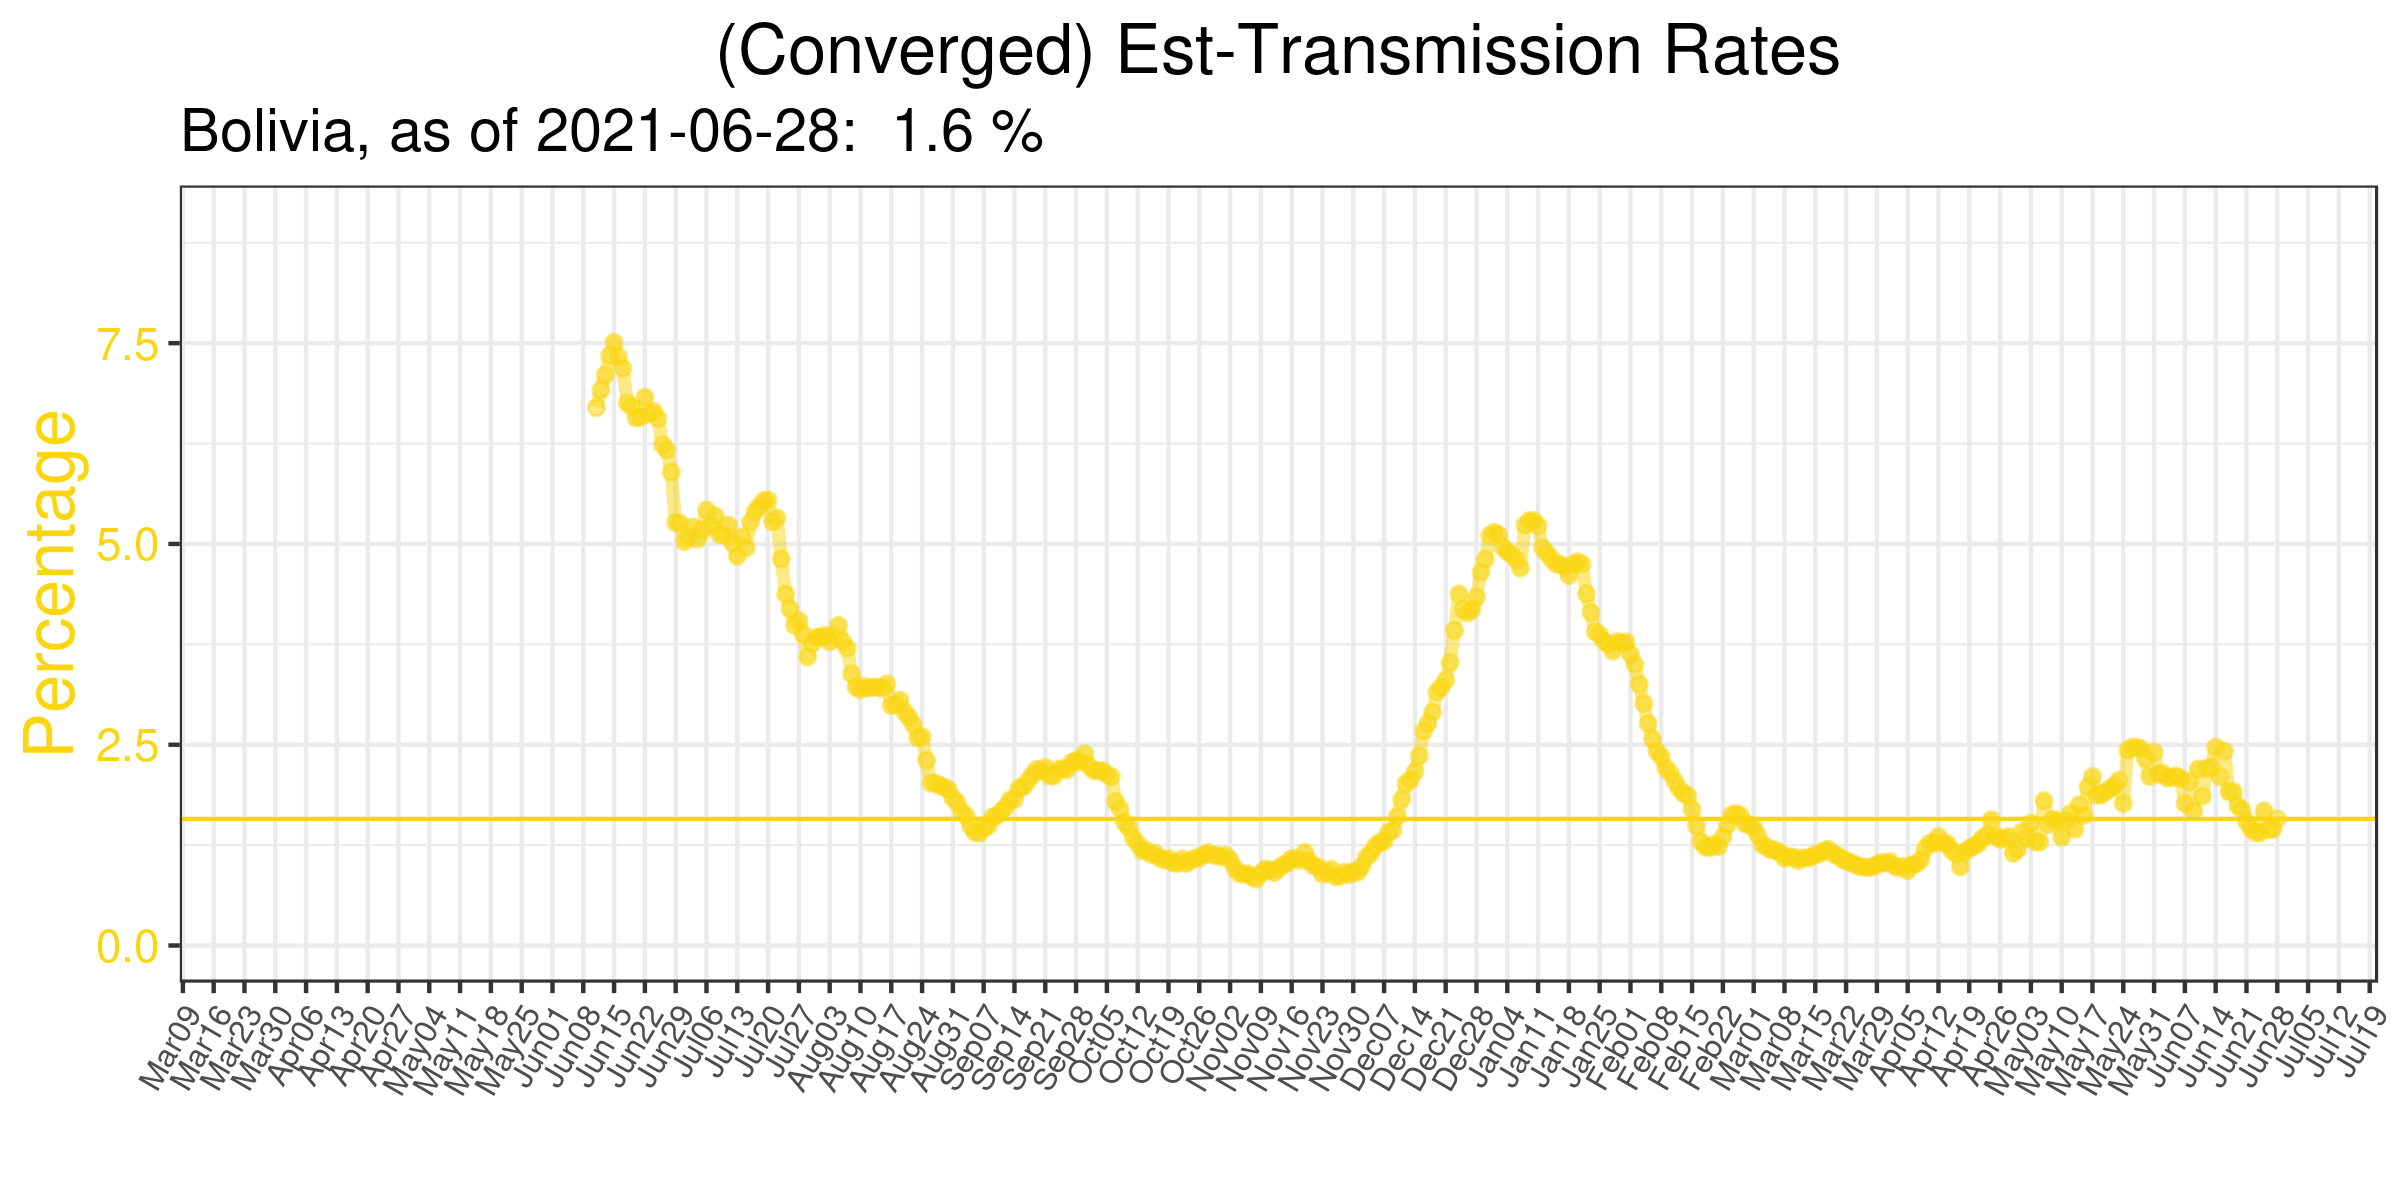 (Converged) Est-Transmission Rates
Bolivia, as of 2021-06-28:  1.6 %
Percentage
7.5
5.0
2.5
0.0
Mar09
Mar16
Mar23
Mar30
Apr06
Apr13
Apr20
Apr27
May04
May11
May18
May25
Jun01
Jun08
Jun15
Jun22
Jun29
Jul06
Jul13
Jul20
Jul27
Aug03
Aug10
Aug17
Aug24
Aug31
Sep07
Sep14
Sep21
Sep28
Oct05
Oct12
Oct19
Oct26
Nov02
Nov09
Nov16
Nov23
Nov30
Dec07
Dec14
Dec21
Dec28
Jan04
Jan11
Jan18
Jan25
Feb01
Feb08
Feb15
Feb22
Mar01
Mar08
Mar15
Mar22
Mar29
Apr05
Apr12
Apr19
Apr26
May03
May10
May17
May24
May31
Jun07
Jun14
Jun21
Jun28
Jul05
Jul12
Jul19